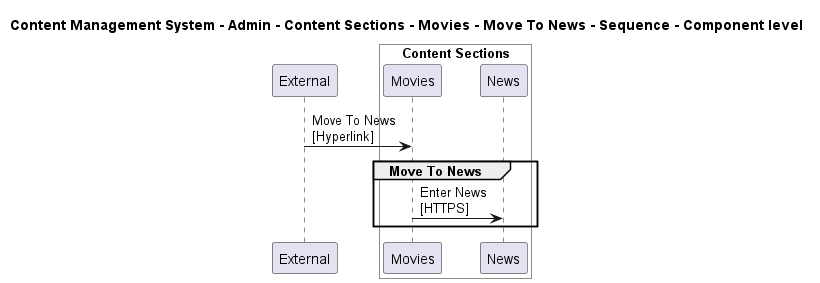 Content Management System - Admin - Content Sections - Movies - Move To News - Sequence - Component level
Content Sections
External
Movies
News
Move To News
[Hyperlink]
Move To News
Enter News
[HTTPS]
External
Movies
News